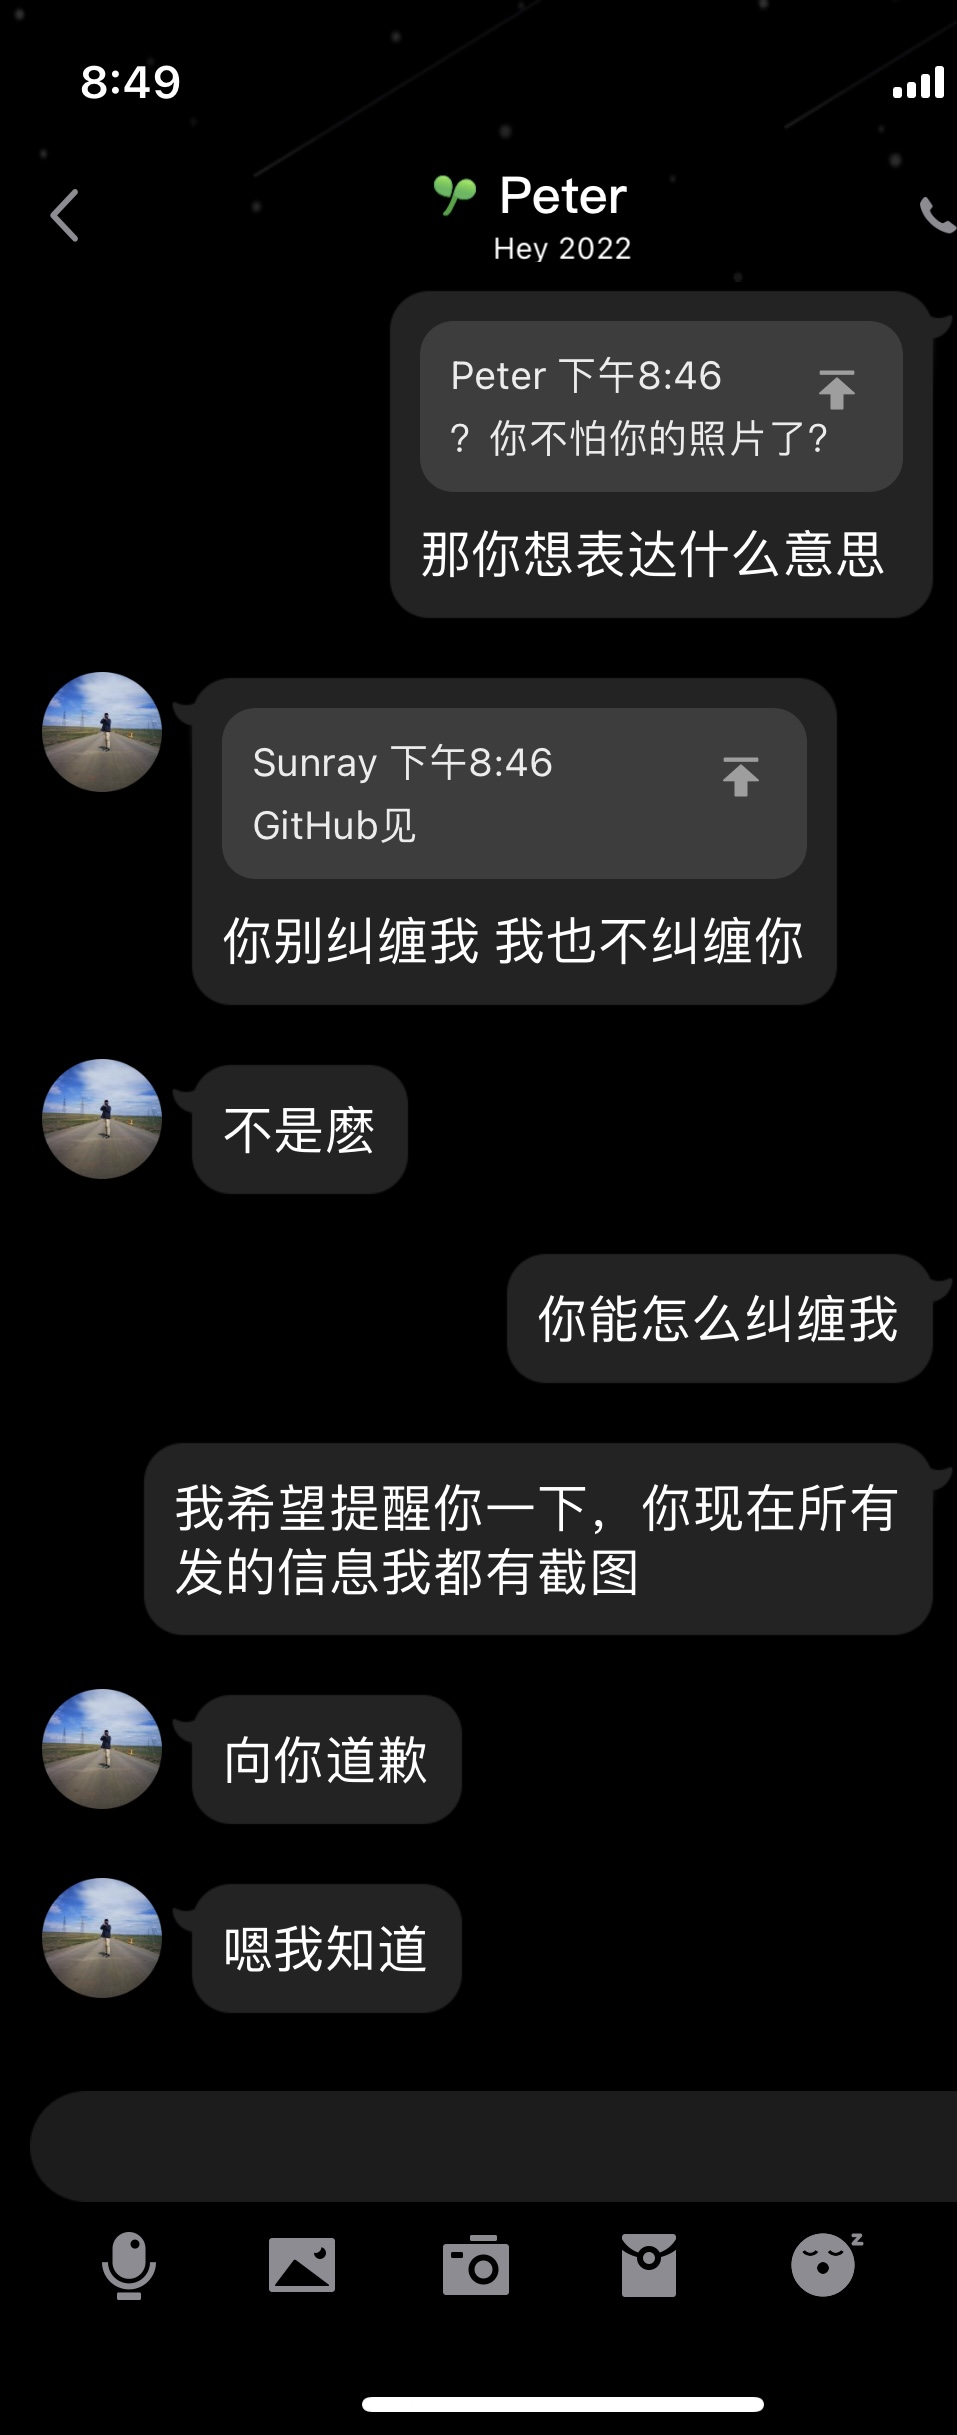 8:49
Peter
Hey 2022
Peter 下午8:46
？你不怕你的照片了？
那你想表达什么意思
Sunray 下午8:46
GitHub见
你别纠缠我 我也不纠缠你
不是麽
你能怎么纠缠我
我希望提醒你一下，你现在所有
发的信息我都有截图
向你道歉
嗯我知道
z